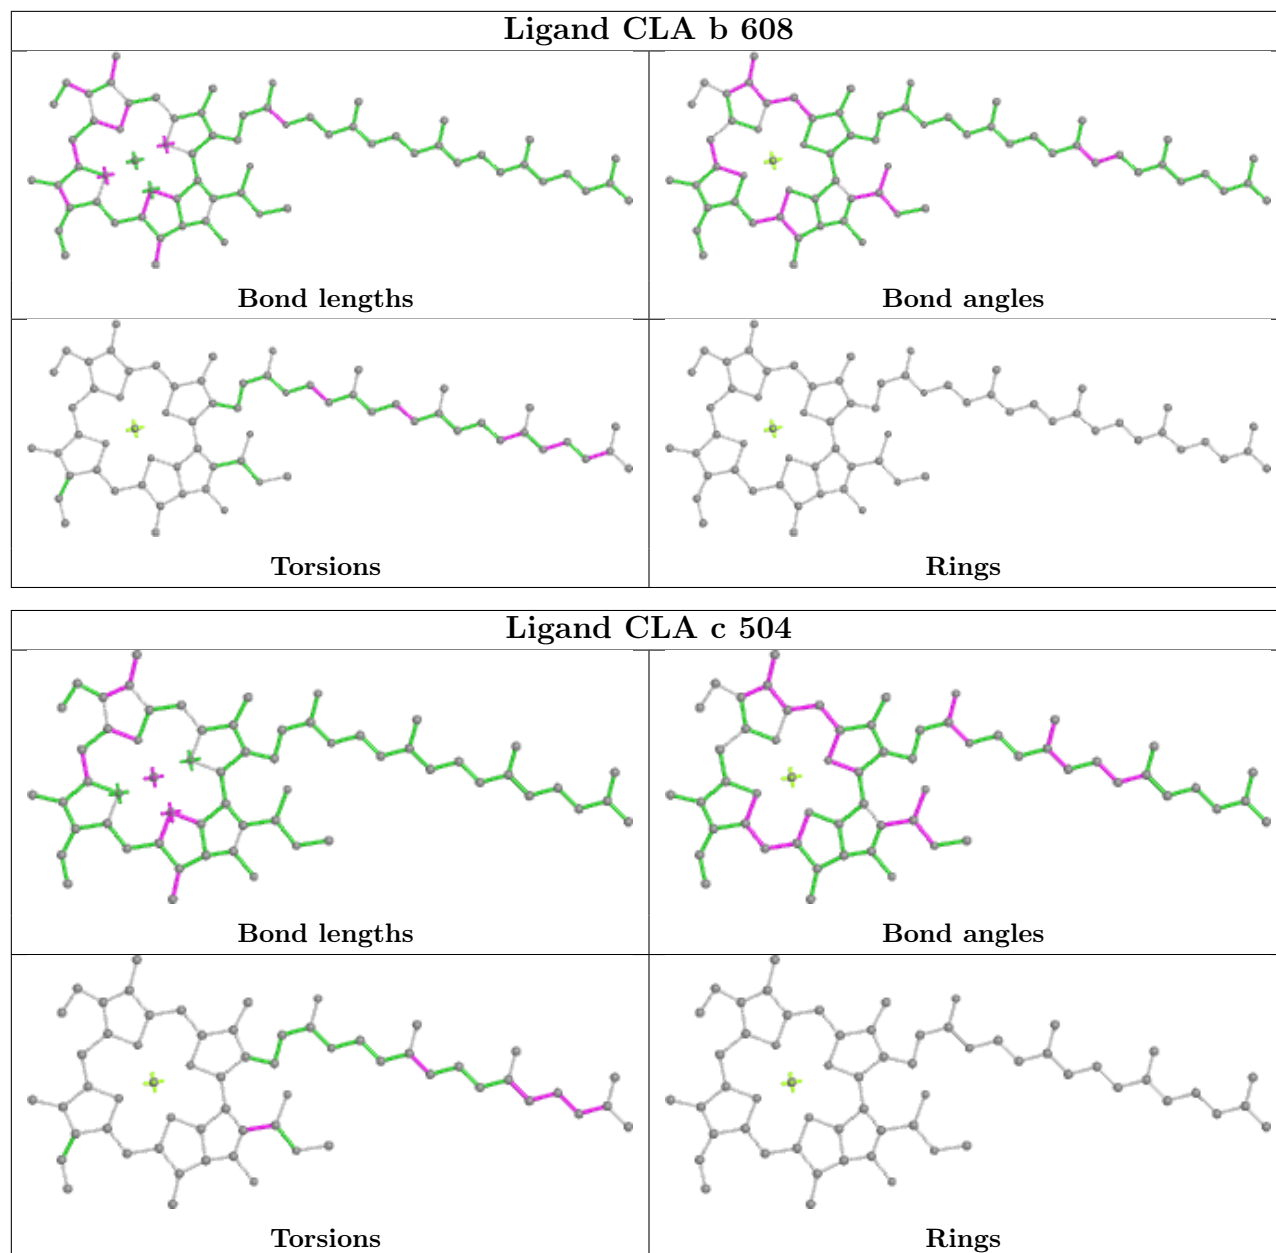 Ligand CLA b 608
Bond lengths
Bond angles
Torsions
Rings
Ligand CLA c 504
Bond lengths
Bond angles
Torsions
Rings